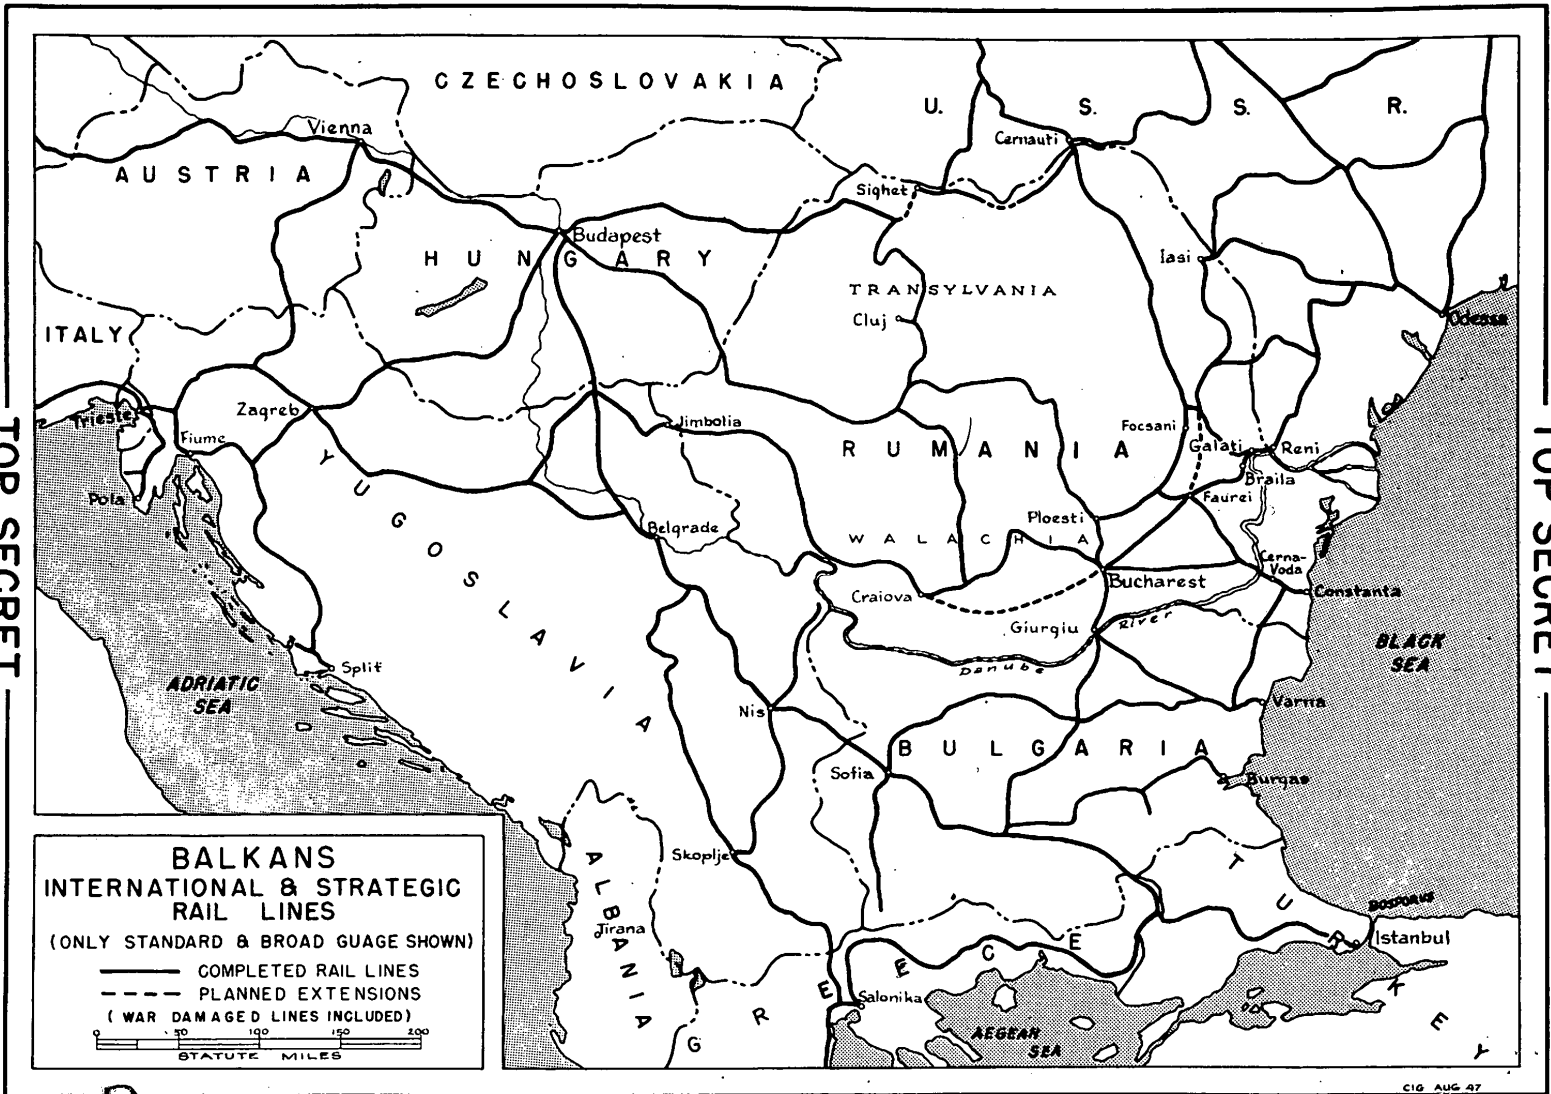 TOP SECRET
TOP SECRET
CZECHOSLOVAKIA
U. S. S. R.
Vienna
Cernauti
AUSTRIA
Sighet
Budapest
HUNGARY
Iasi
TRANSYLVANIA
Cluj
ITALY
Odessa
Trieste
Zagreb
Jimbolia
Fiume
Focsani
RUMANIA
Galati
Reni
Braila
Pola
Faurei
YUGOSLAVIA
Ploesti
Belgrade
WALACHIA
Cerna-
Voda
Bucharest
Craiova
Constanta
Giurgiu
River
Danube
BLACK
SEA
Split
ADRIATIC
SEA
Nis
Varna
BULGARIA
Sofia
Burgas
Skoplje
ALBANIA
Tirana
TURKEY
BOSPORUS
Istanbul
GREECE
Salonika
AEGEAR
SEA
BALKANS
INTERNATIONAL & STRATEGIC
RAIL LINES
(ONLY STANDARD & BROAD GUAGE SHOWN)
COMPLETED RAIL LINES
PLANNED EXTENSIONS
( WAR DAMAGED LINES INCLUDED)
0 50 100 150 200
STATUTE MILES
CIG AUG 47